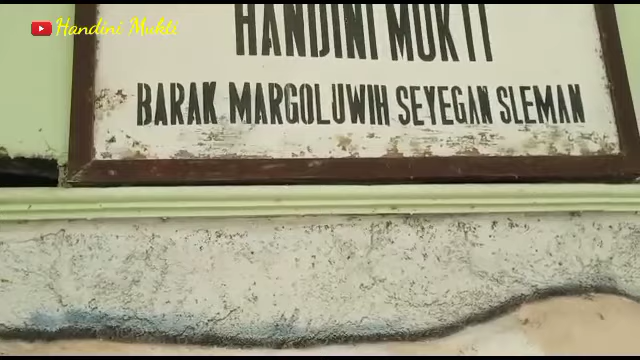 Handini Mukti
HANDINI MUKTI
BARAK MARGOLUWIH SEYEGAN SLEMAN